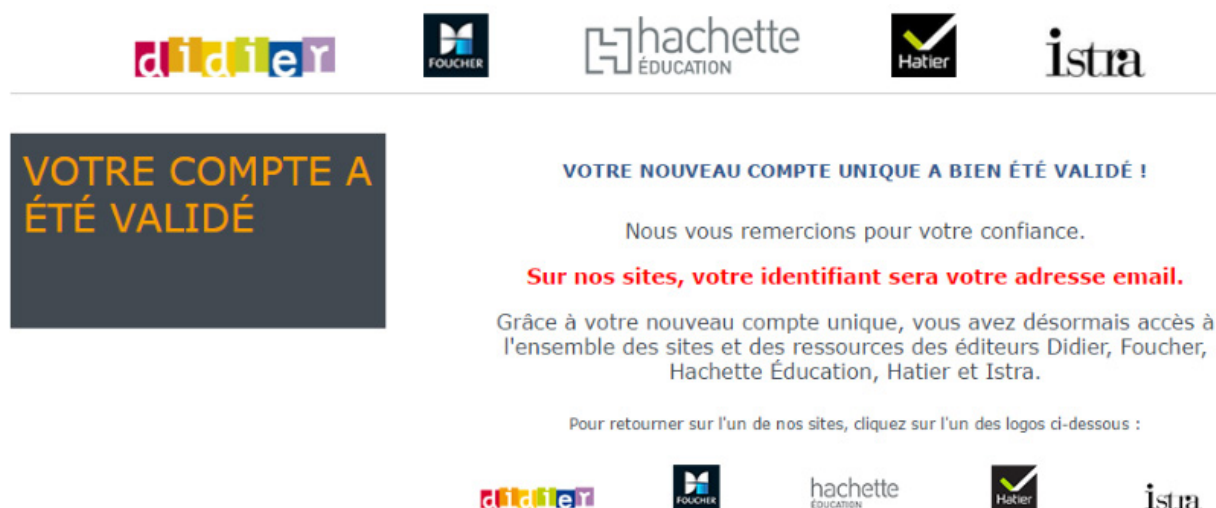 didier
FOUCHER
hachette
ÉDUCATION
Hatier
istra
VOTRE COMPTE A
ÉTÉ VALIDÉ
VOTRE NOUVEAU COMPTE UNIQUE A BIEN ÉTÉ VALIDÉ !
Nous vous remercions pour votre confiance.
Sur nos sites, votre identifiant sera votre adresse email.
Grâce à votre nouveau compte unique, vous avez désormais accès à
l'ensemble des sites et des ressources des éditeurs Didier, Foucher,
Hachette Éducation, Hatier et Istra.
Pour retourner sur l'un de nos sites, cliquez sur l'un des logos ci-dessous :
didier
FOUCHER
hachette
ÉDUCATION
Hatier
istra